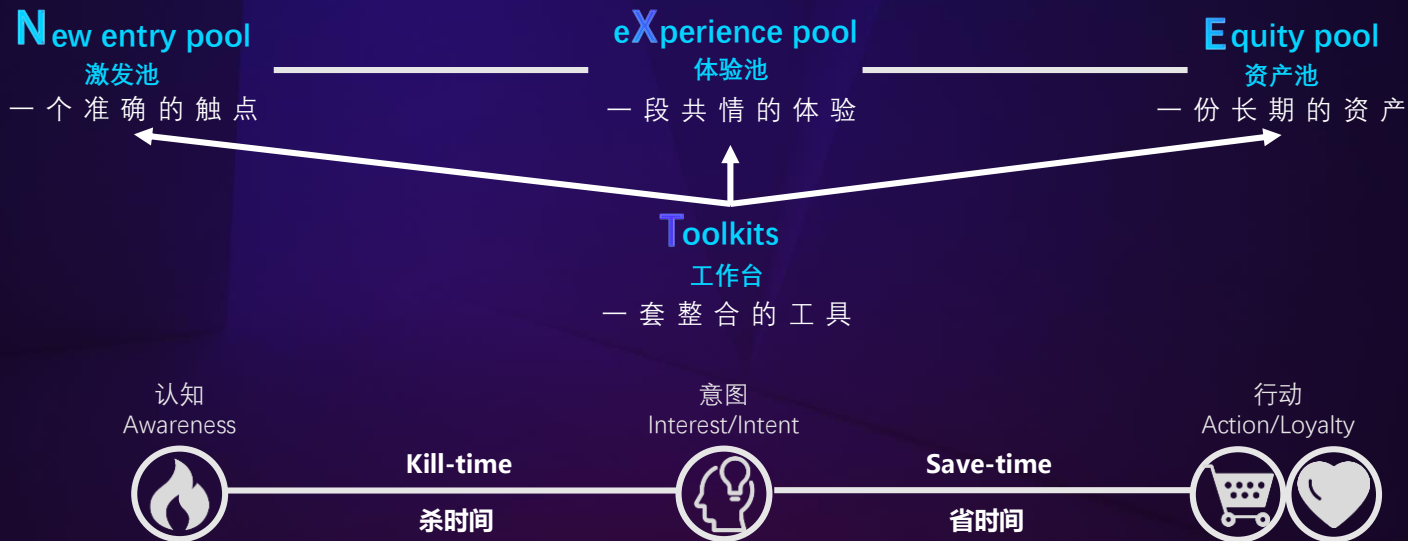 New entry pool
激发池
一个准确的触点
eXperience pool
体验池
一段共情的体验
Equity pool
资产池
一份长期的资产
Toolkits
工作台
一套整合的工具
认知
Awareness
意图
Interest/Intent
行动
Action/Loyalty
Kill-time
杀时间
Save-time
省时间